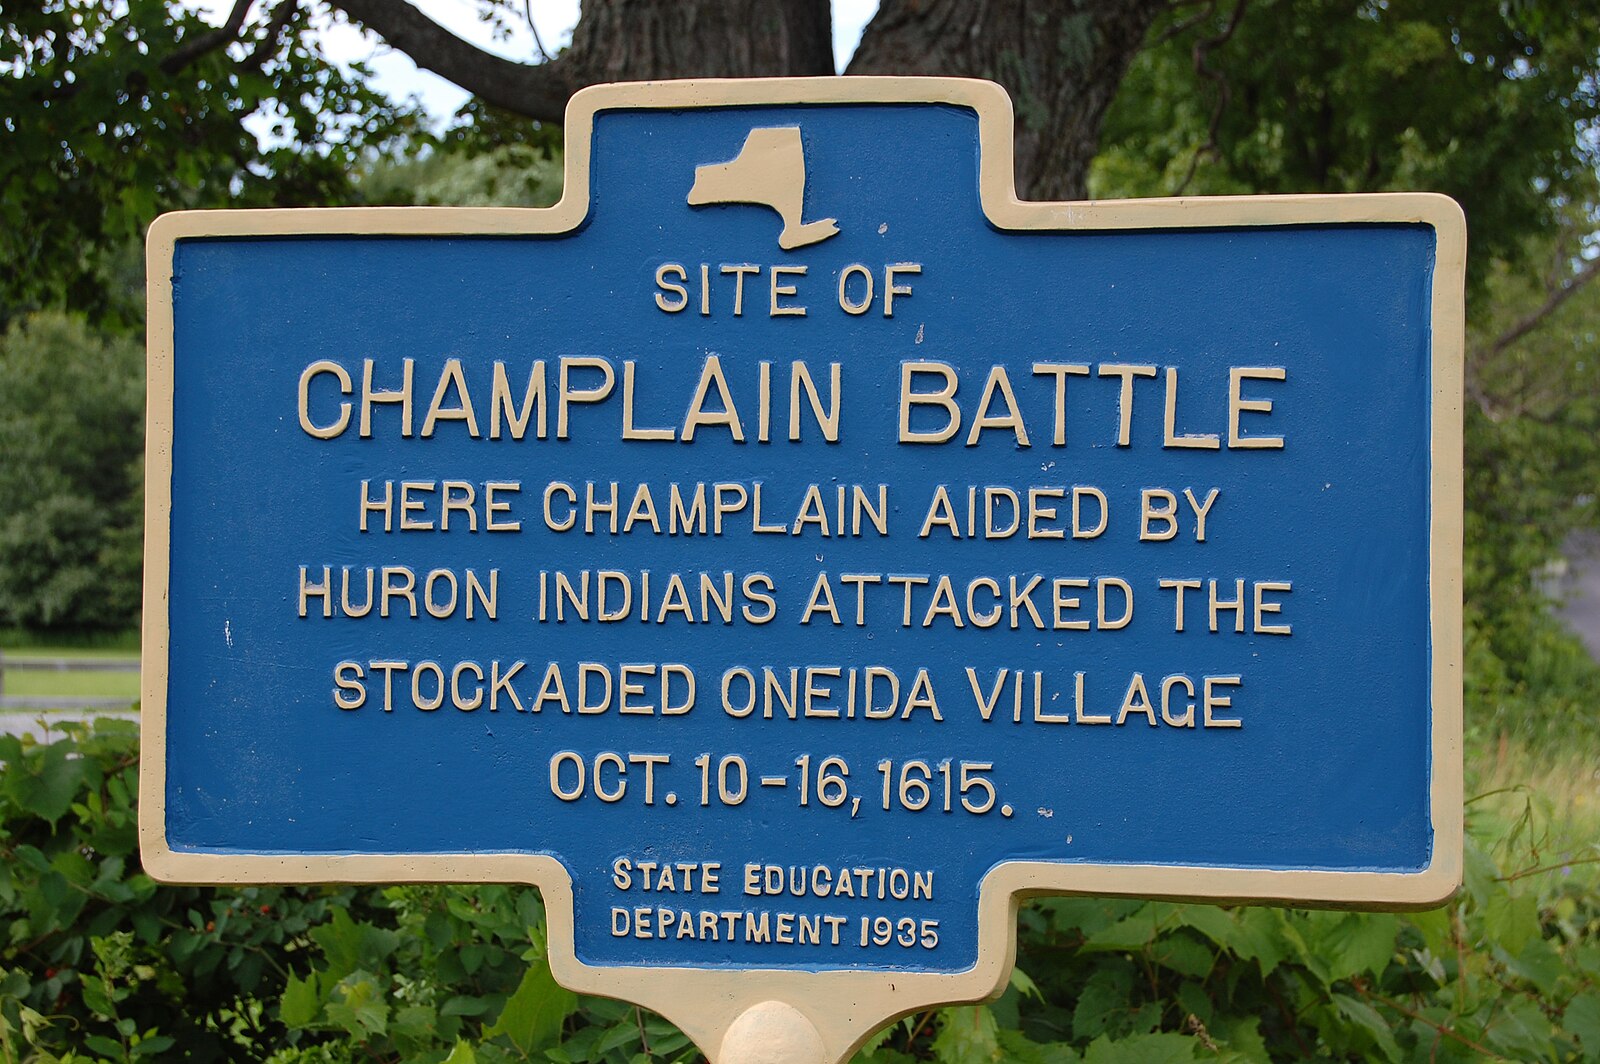 SITE OF
CHAMPLAIN BATTLE
HERE CHAMPLAIN AIDED BY
HURON INDIANS ATTACKED THE
STOCKADED ONEIDA VILLAGE
OCT. 10-16, 1615.
STATE EDUCATION
DEPARTMENT 1935